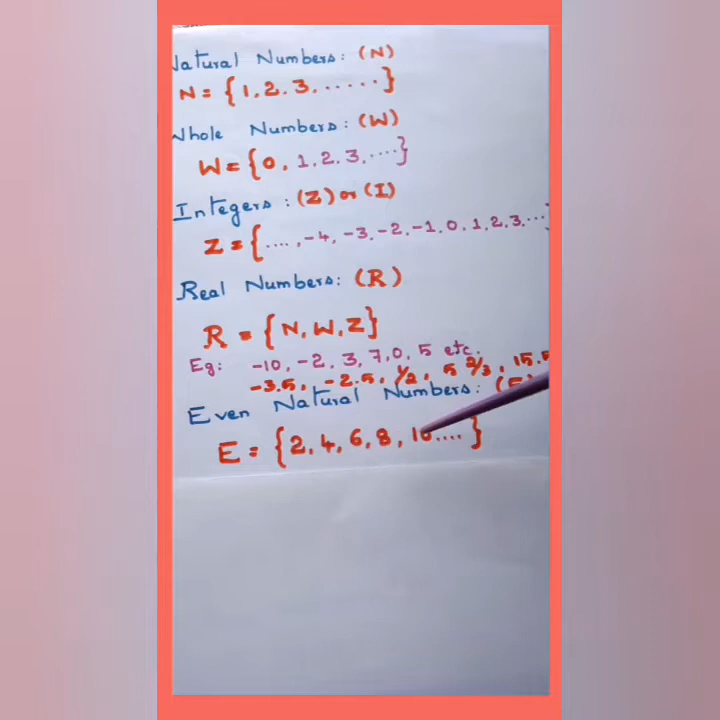 Natural Numbers: (N)
N = {1, 2, 3, ......}
Whole Numbers: (W)
W = {0, 1, 2, 3, ....}
Integers : (Z) or (I)
Z = {...., -4, -3, -2, -1, 0, 1, 2, 3, ...
Real Numbers: (R)
R = {N, W, Z}
Eg: -10, -2, 3, 7, 0, 5 etc.
-3.5, -2.5, 1/2, 5 2/3, 15.5
Even Natural Numbers: (E)
E = {2, 4, 6, 8, 10....}